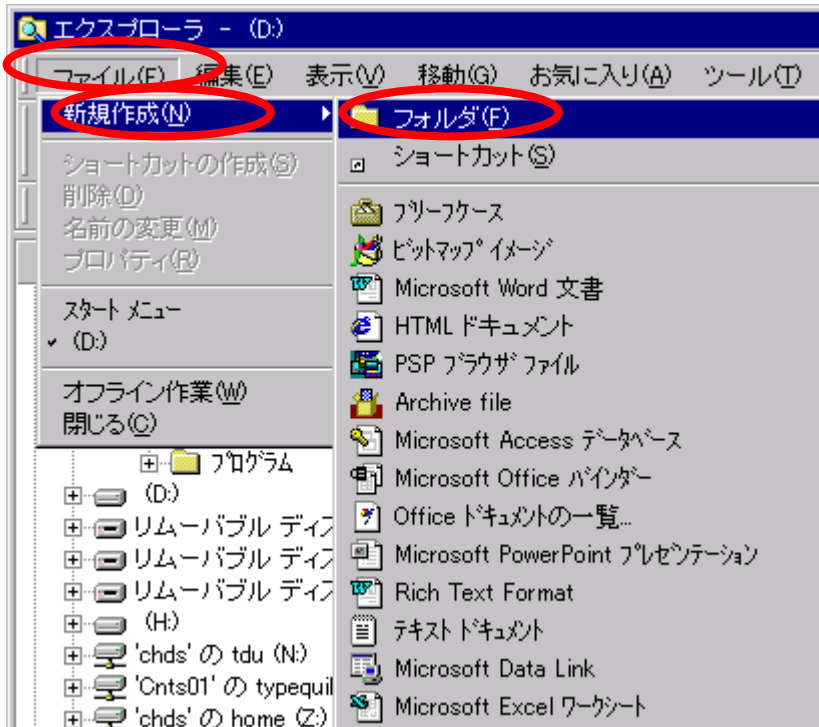 エクスプローラ - (D:)
ファイル(F) 編集(E) 表示(V) 移動(G) お気に入り(A) ツール(T)
新規作成(N)
ショートカットの作成(S)
削除(D)
名前の変更(M)
プロパティ(R)
スタート メニュー
(D:)
オフライン作業(W)
閉じる(C)
フォルダ(F)
ショートカット(S)
ブリーフケース
ビットマップ イメージ
Microsoft Word 文書
HTML ドキュメント
PSP ブラウザ ファイル
Archive file
Microsoft Access データベース
Microsoft Office バインダー
Office ドキュメントの一覧...
Microsoft PowerPoint プレゼンテーション
Rich Text Format
テキスト ドキュメント
Microsoft Data Link
Microsoft Excel ワークシート
プログラム
(D:)
リムーバブル ディス
リムーバブル ディス
リムーバブル ディス
(H:)
'chds' の tdu (N:)
'Cnts01' の typequil
'chds' の home (Z:)